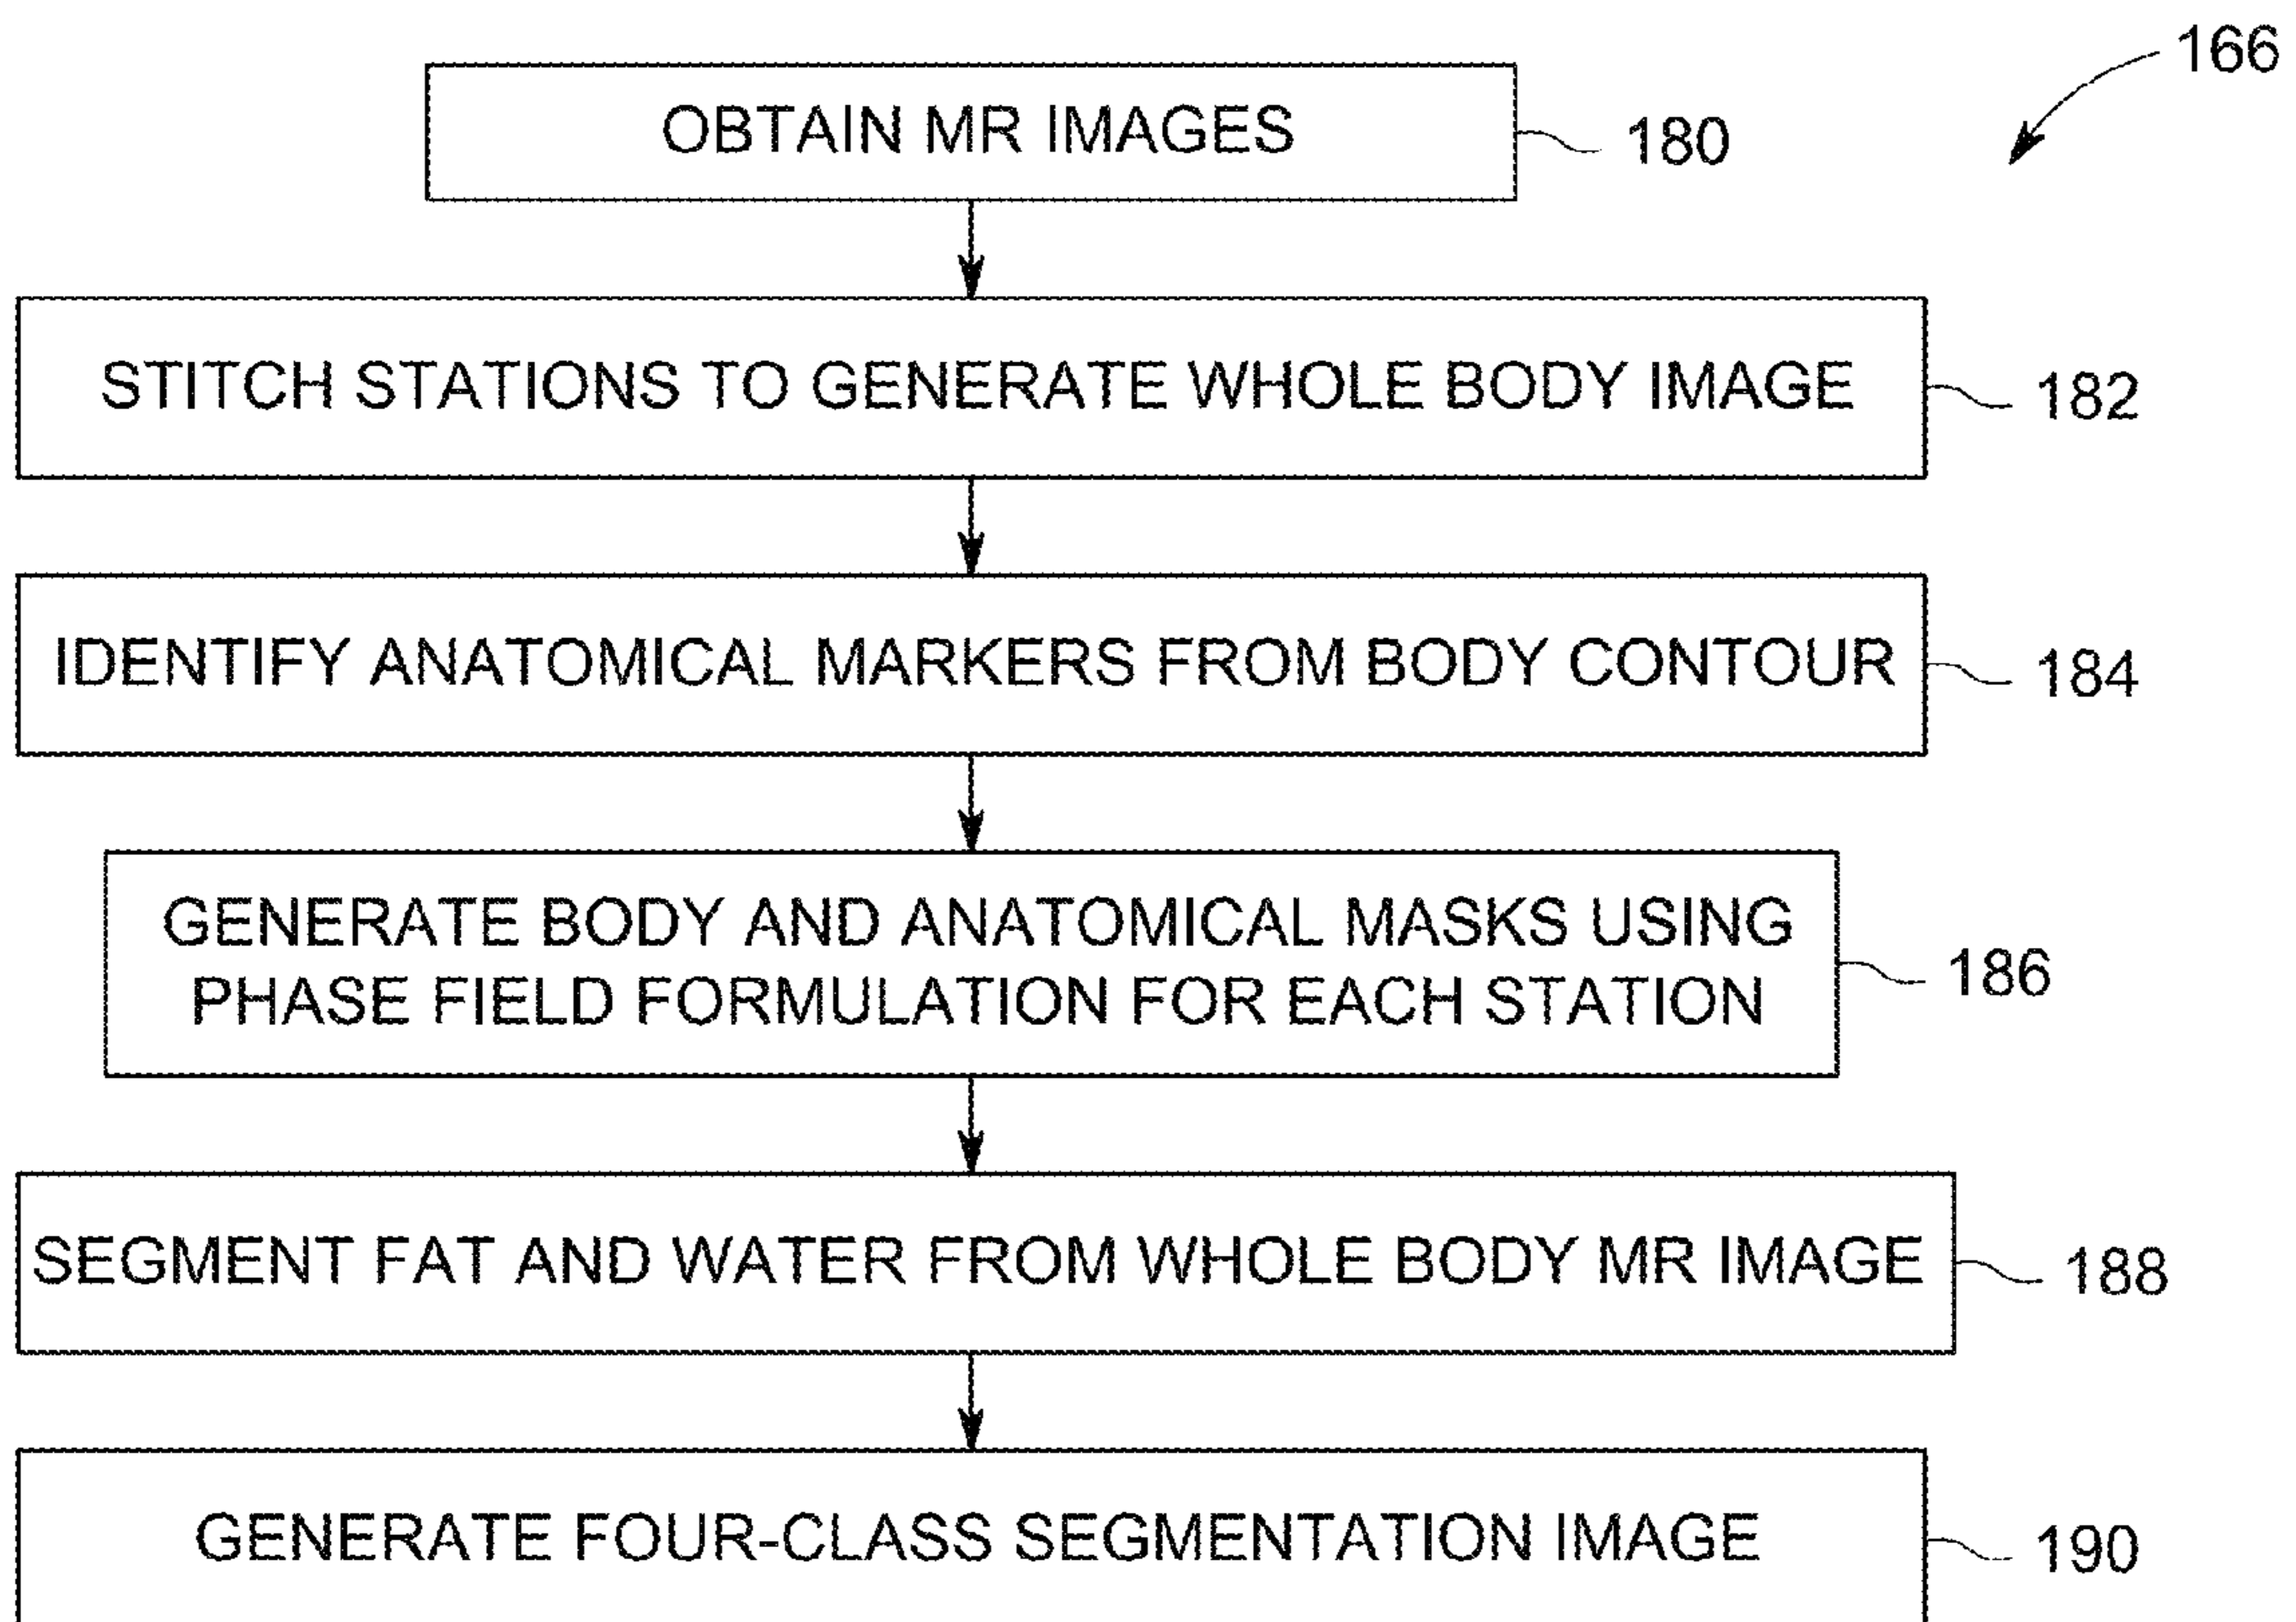 166
OBTAIN MR IMAGES
180
STITCH STATIONS TO GENERATE WHOLE BODY IMAGE
182
IDENTIFY ANATOMICAL MARKERS FROM BODY CONTOUR
184
GENERATE BODY AND ANATOMICAL MASKS USING
PHASE FIELD FORMULATION FOR EACH STATION
186
SEGMENT FAT AND WATER FROM WHOLE BODY MR IMAGE
188
GENERATE FOUR-CLASS SEGMENTATION IMAGE
190